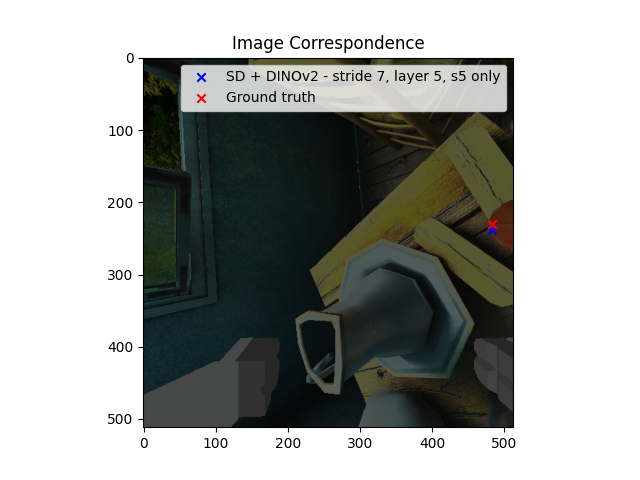 Image Correspondence
SD + DINOv2 - stride 7, layer 5, s5 only
Ground truth
0
100
200
300
400
500
0 100 200 300 400 500